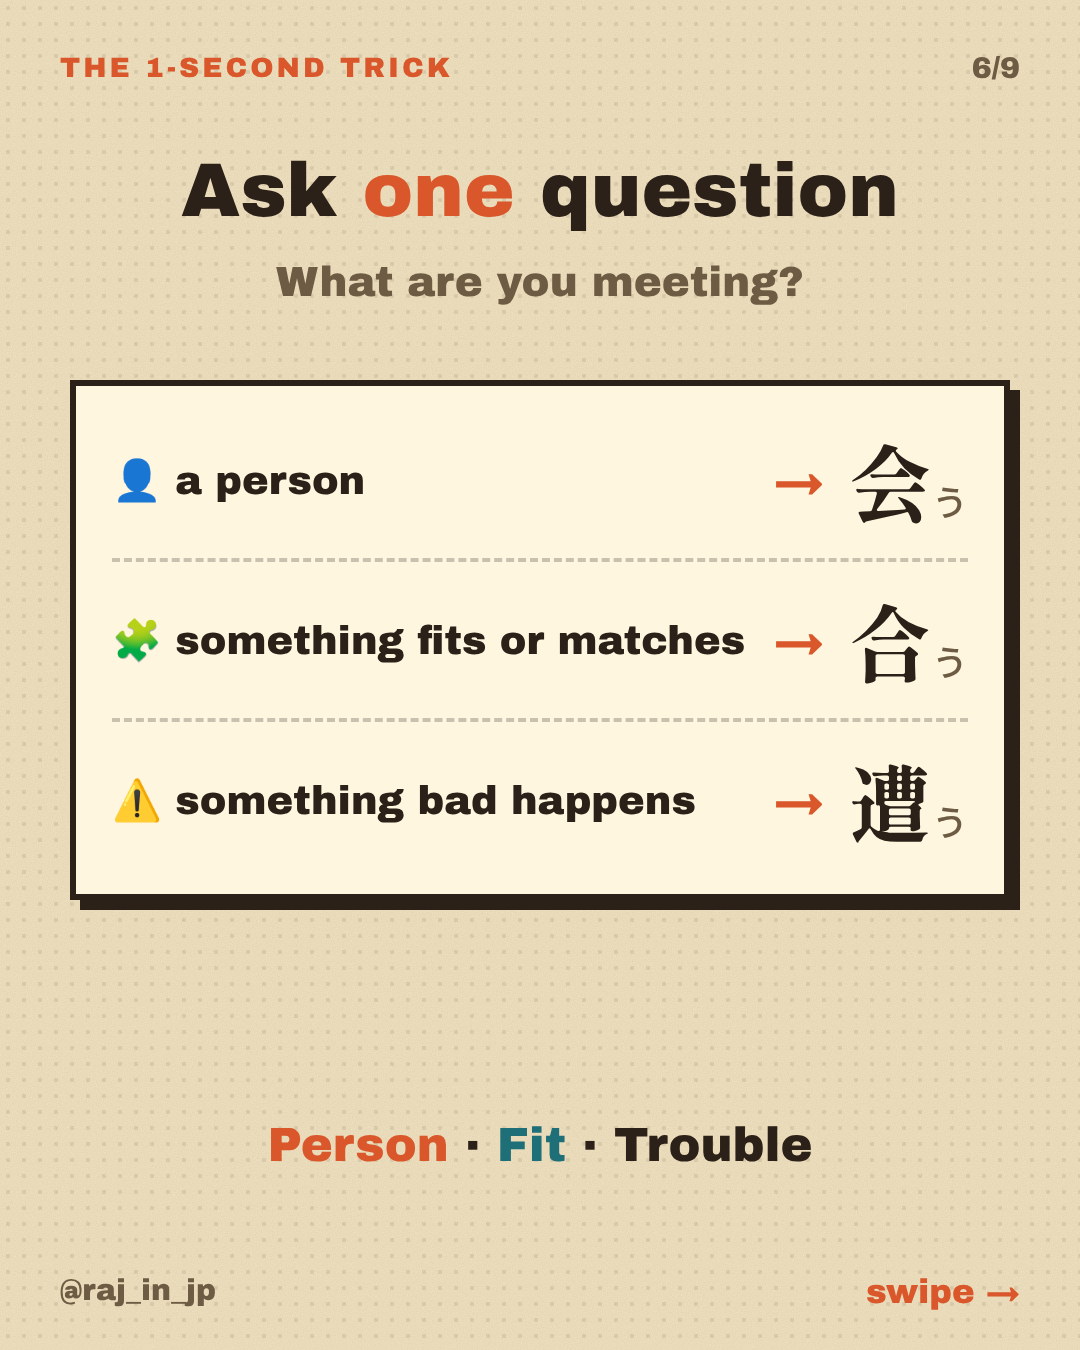 THE 1-SECOND TRICK
6/9
Ask one question
What are you meeting?
👤 a person → 会う
🧩 something fits or matches → 合う
⚠️ something bad happens → 遭う
Person · Fit · Trouble
@raj_in_jp
swipe →